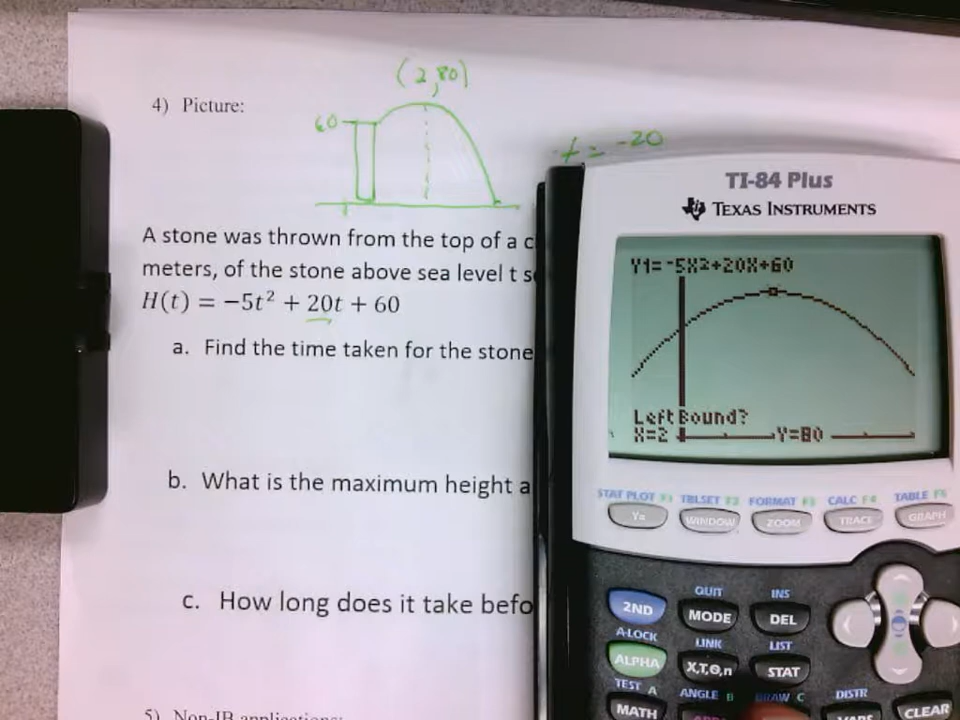 (2,80)
4) Picture:
60
t = -20
A stone was thrown from the top of a c
meters, of the stone above sea level t s
H(t) = −5t² + 20t + 60
a. Find the time taken for the stone
b. What is the maximum height a
c. How long does it take befo
5) Non-IB applications:
TI-84 Plus
TEXAS INSTRUMENTS
Y1=-5X2+20X+60
Left Bound?
X=2 Y=80
STAT PLOT F1 TBLSET F2 FORMAT F3 CALC F4 TABLE F5
Y= WINDOW ZOOM TRACE GRAPH
QUIT INS
2ND MODE DEL
A-LOCK LINK LIST
ALPHA X,T,Θ,n STAT
TEST A ANGLE B DRAW C DISTR
MATH VARS CLEAR